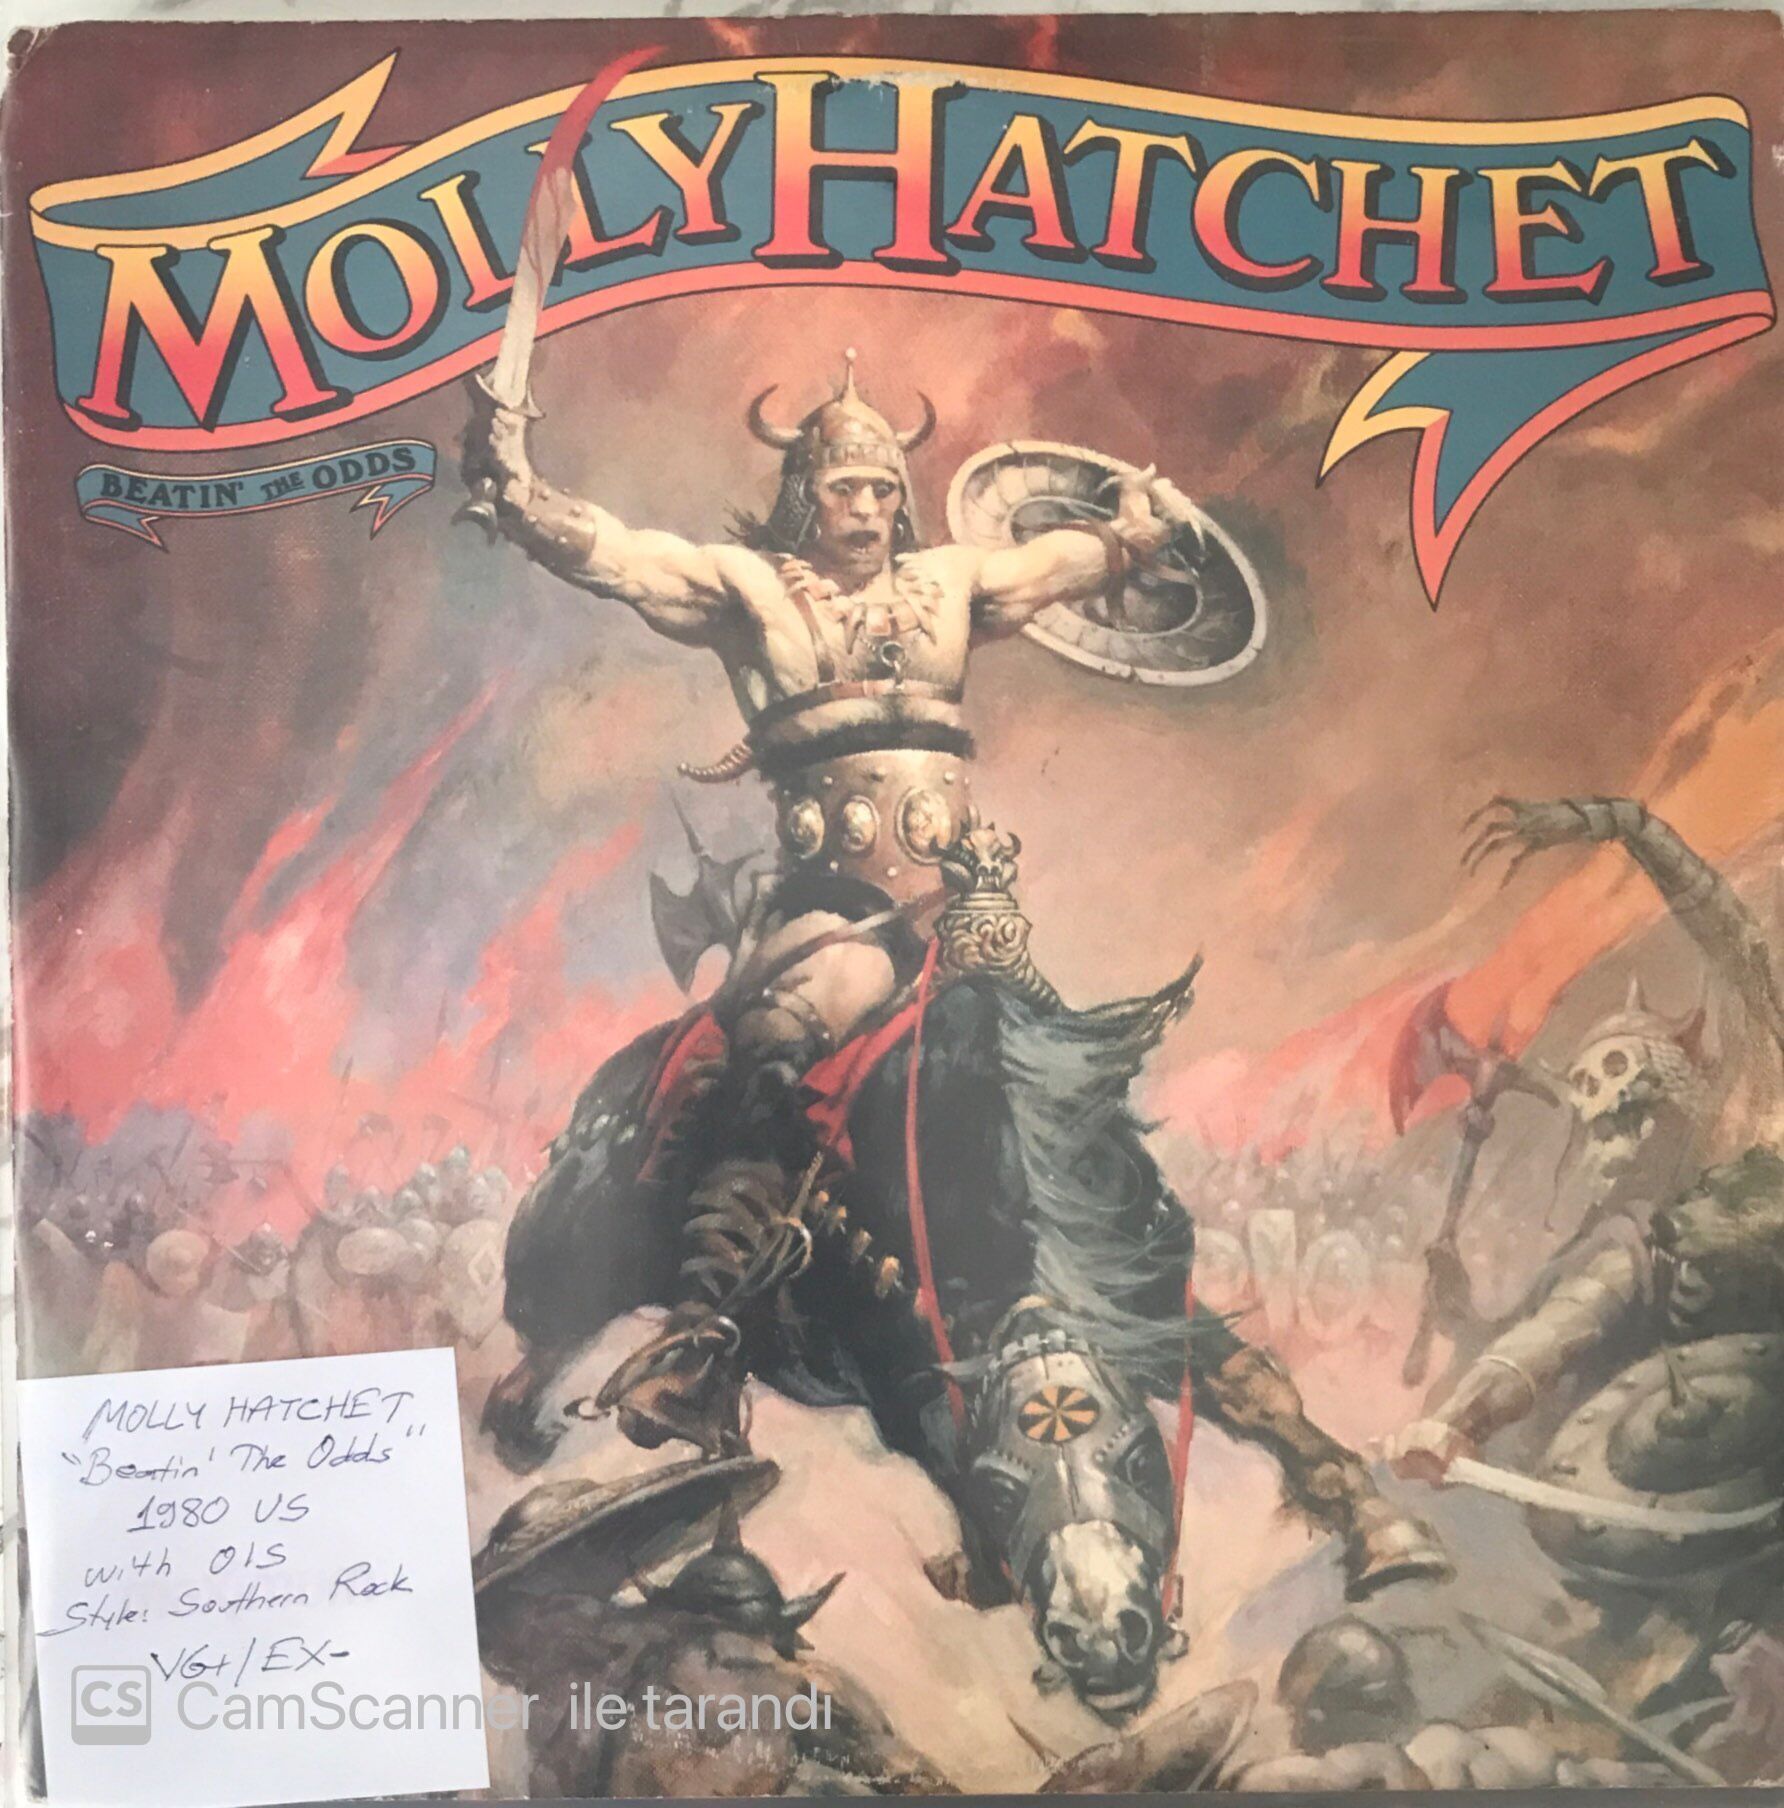 MOLLY HATCHET
BEATIN' THE ODDS
MOLLY HATCHET
"Beatin' The Odds"
1980 US
with OIS
Style: Southern Rock
VG+/EX-
CS CamScanner ile tarandı